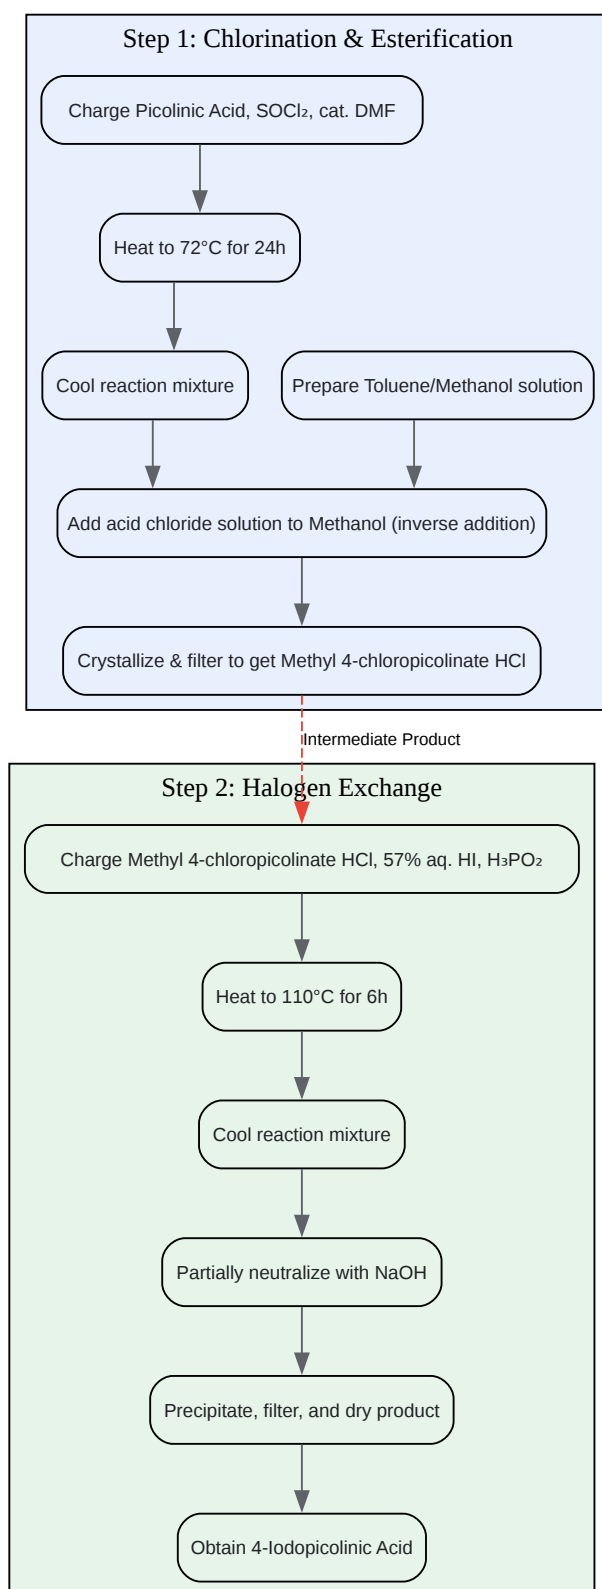 Step 1: Chlorination & Esterification
Charge Picolinic Acid, SOCl₂, cat. DMF
Heat to 72°C for 24h
Cool reaction mixture
Prepare Toluene/Methanol solution
Add acid chloride solution to Methanol (inverse addition)
Crystallize & filter to get Methyl 4-chloropicolinate HCl
Intermediate Product
Step 2: Halogen Exchange
Charge Methyl 4-chloropicolinate HCl, 57% aq. HI, H₃PO₂
Heat to 110°C for 6h
Cool reaction mixture
Partially neutralize with NaOH
Precipitate, filter, and dry product
Obtain 4-Iodopicolinic Acid